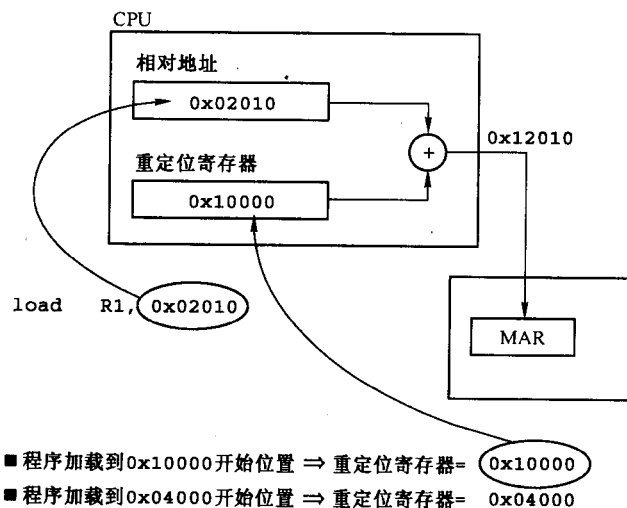 CPU
相对地址
0x02010
0x12010
+
重定位寄存器
0x10000
load R1, 0x02010
MAR
■ 程序加载到0x10000开始位置 ⇒ 重定位寄存器= 0x10000
■ 程序加载到0x04000开始位置 ⇒ 重定位寄存器= 0x04000